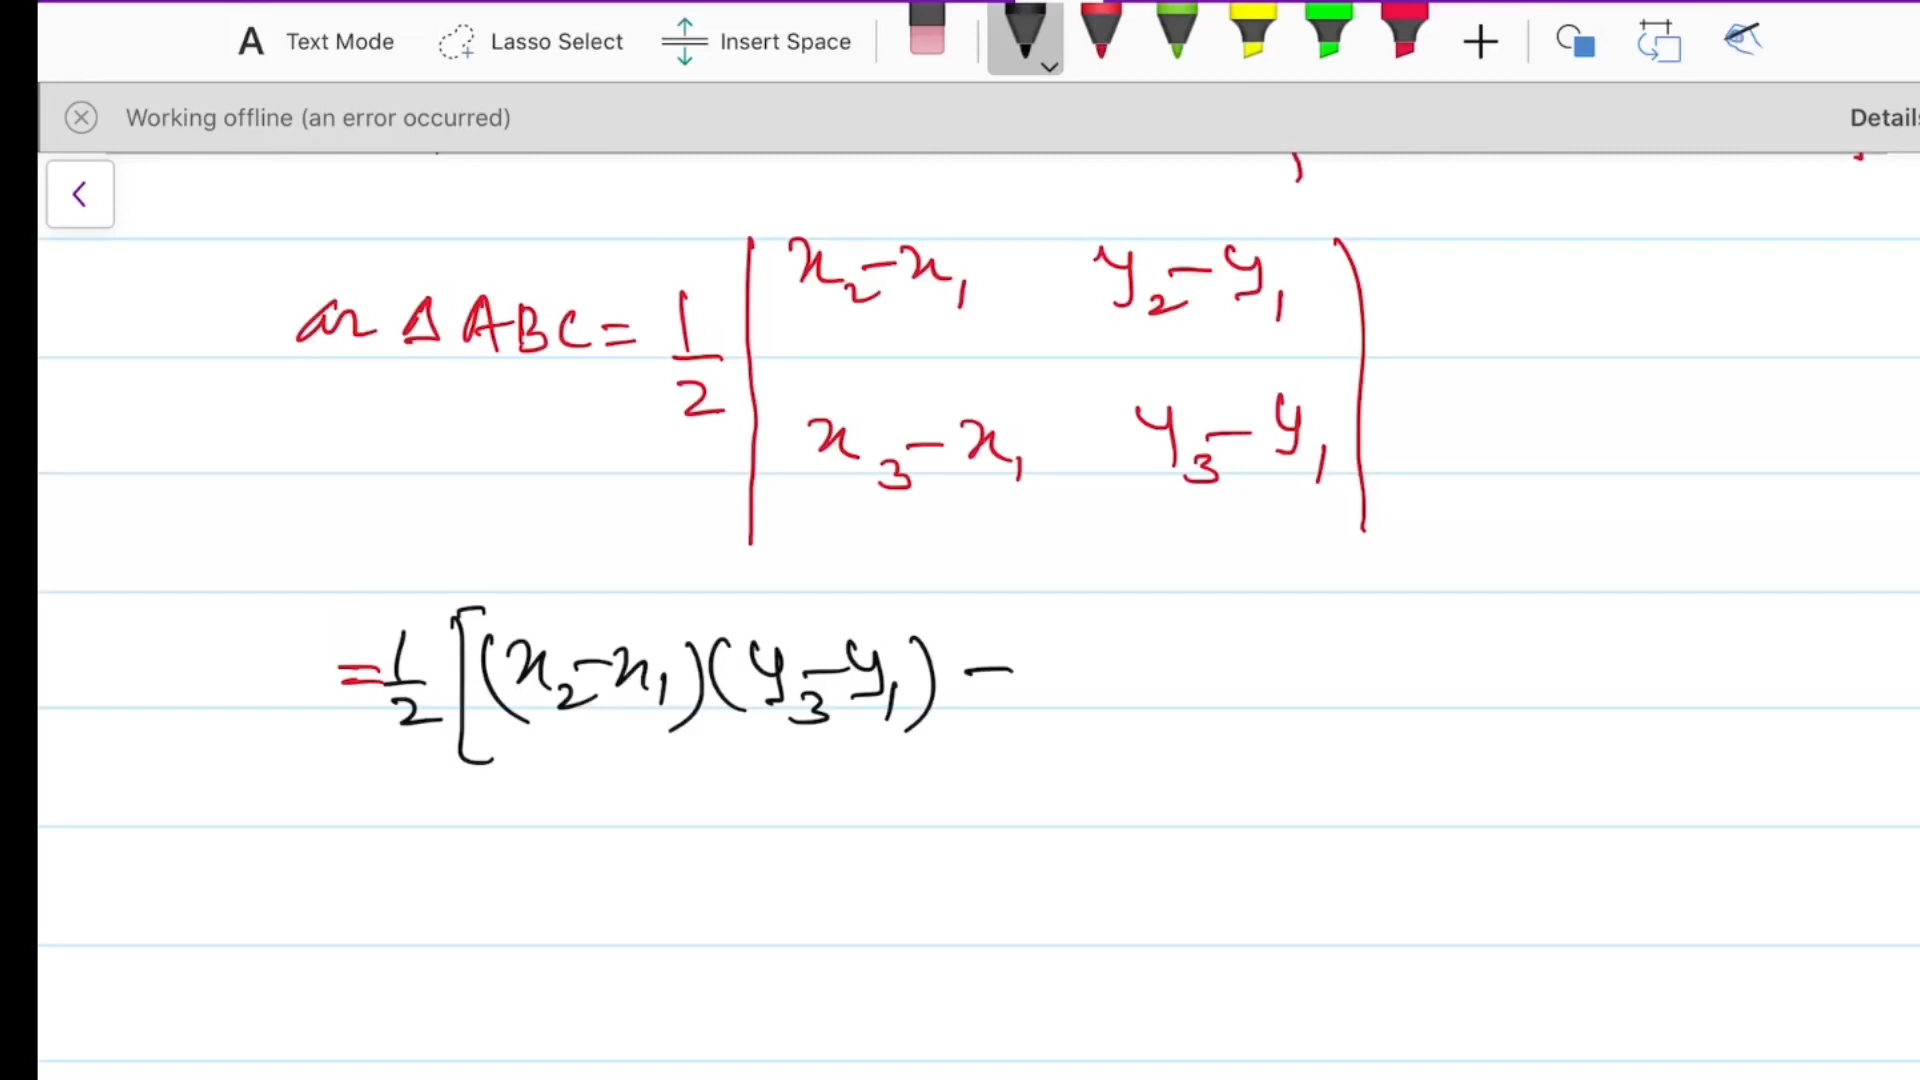 A Text Mode Lasso Select Insert Space
Working offline (an error occurred) Details
ar Δ ABC = 1/2 | x₂-x₁ y₂-y₁ |
| x₃-x₁ y₃-y₁ |
= 1/2 [(x₂-x₁)(y₃-y₁) -